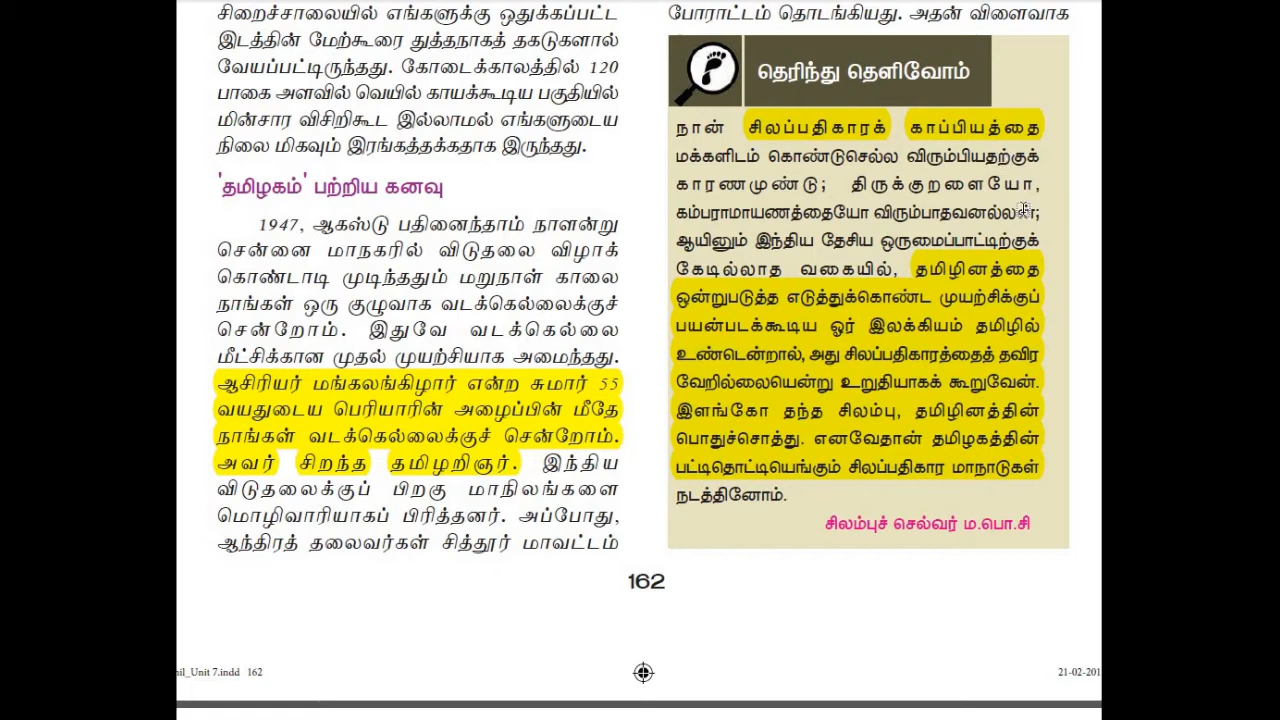 சிறைச்சாலையில் எங்களுக்கு ஒதுக்கப்பட்ட
இடத்தின் மேற்கூரை துத்தநாகத் தகடுகளால்
வேயப்பட்டிருந்தது. கோடைக்காலத்தில் 120
பாகை அளவில் வெயில் காயக்கூடிய பகுதியில்
மின்சார விசிறிகூட இல்லாமல் எங்களுடைய
நிலை மிகவும் இரங்கத்தக்கதாக இருந்தது.
'தமிழகம்' பற்றிய கனவு
1947, ஆகஸ்டு பதினைந்தாம் நாளன்று
சென்னை மாநகரில் விடுதலை விழாக்
கொண்டாடி முடிந்ததும் மறுநாள் காலை
நாங்கள் ஒரு குழுவாக வடக்கெல்லைக்குச்
சென்றோம். இதுவே வடக்கெல்லை
மீட்சிக்கான முதல் முயற்சியாக அமைந்தது.
ஆசிரியர் மங்கலங்கிழார் என்ற சுமார் 55
வயதுடைய பெரியாரின் அழைப்பின் மீதே
நாங்கள் வடக்கெல்லைக்குச் சென்றோம்.
அவர் சிறந்த தமிழறிஞர். இந்திய
விடுதலைக்குப் பிறகு மாநிலங்களை
மொழிவாரியாகப் பிரித்தனர். அப்போது,
ஆந்திரத் தலைவர்கள் சித்தூர் மாவட்டம்
போராட்டம் தொடங்கியது. அதன் விளைவாக
தெரிந்து தெளிவோம்
நான் சிலப்பதிகாரக் காப்பியத்தை
மக்களிடம் கொண்டுசெல்ல விரும்பியதற்குக்
காரணமுண்டு; திருக்குறளையோ,
கம்பராமாயணத்தையோ விரும்பாதவனல்லன்;
ஆயினும் இந்திய தேசிய ஒருமைப்பாட்டிற்குக்
கேடில்லாத வகையில், தமிழினத்தை
ஒன்றுபடுத்த எடுத்துக்கொண்ட முயற்சிக்குப்
பயன்படக்கூடிய ஓர் இலக்கியம் தமிழில்
உண்டென்றால், அது சிலப்பதிகாரத்தைத் தவிர
வேறில்லையென்று உறுதியாகக் கூறுவேன்.
இளங்கோ தந்த சிலம்பு, தமிழினத்தின்
பொதுச்சொத்து. எனவேதான் தமிழகத்தின்
பட்டிதொட்டியெங்கும் சிலப்பதிகார மாநாடுகள்
நடத்தினோம்.
சிலம்புச் செல்வர் ம.பொ.சி
162
nil_Unit 7.indd 162
21-02-201